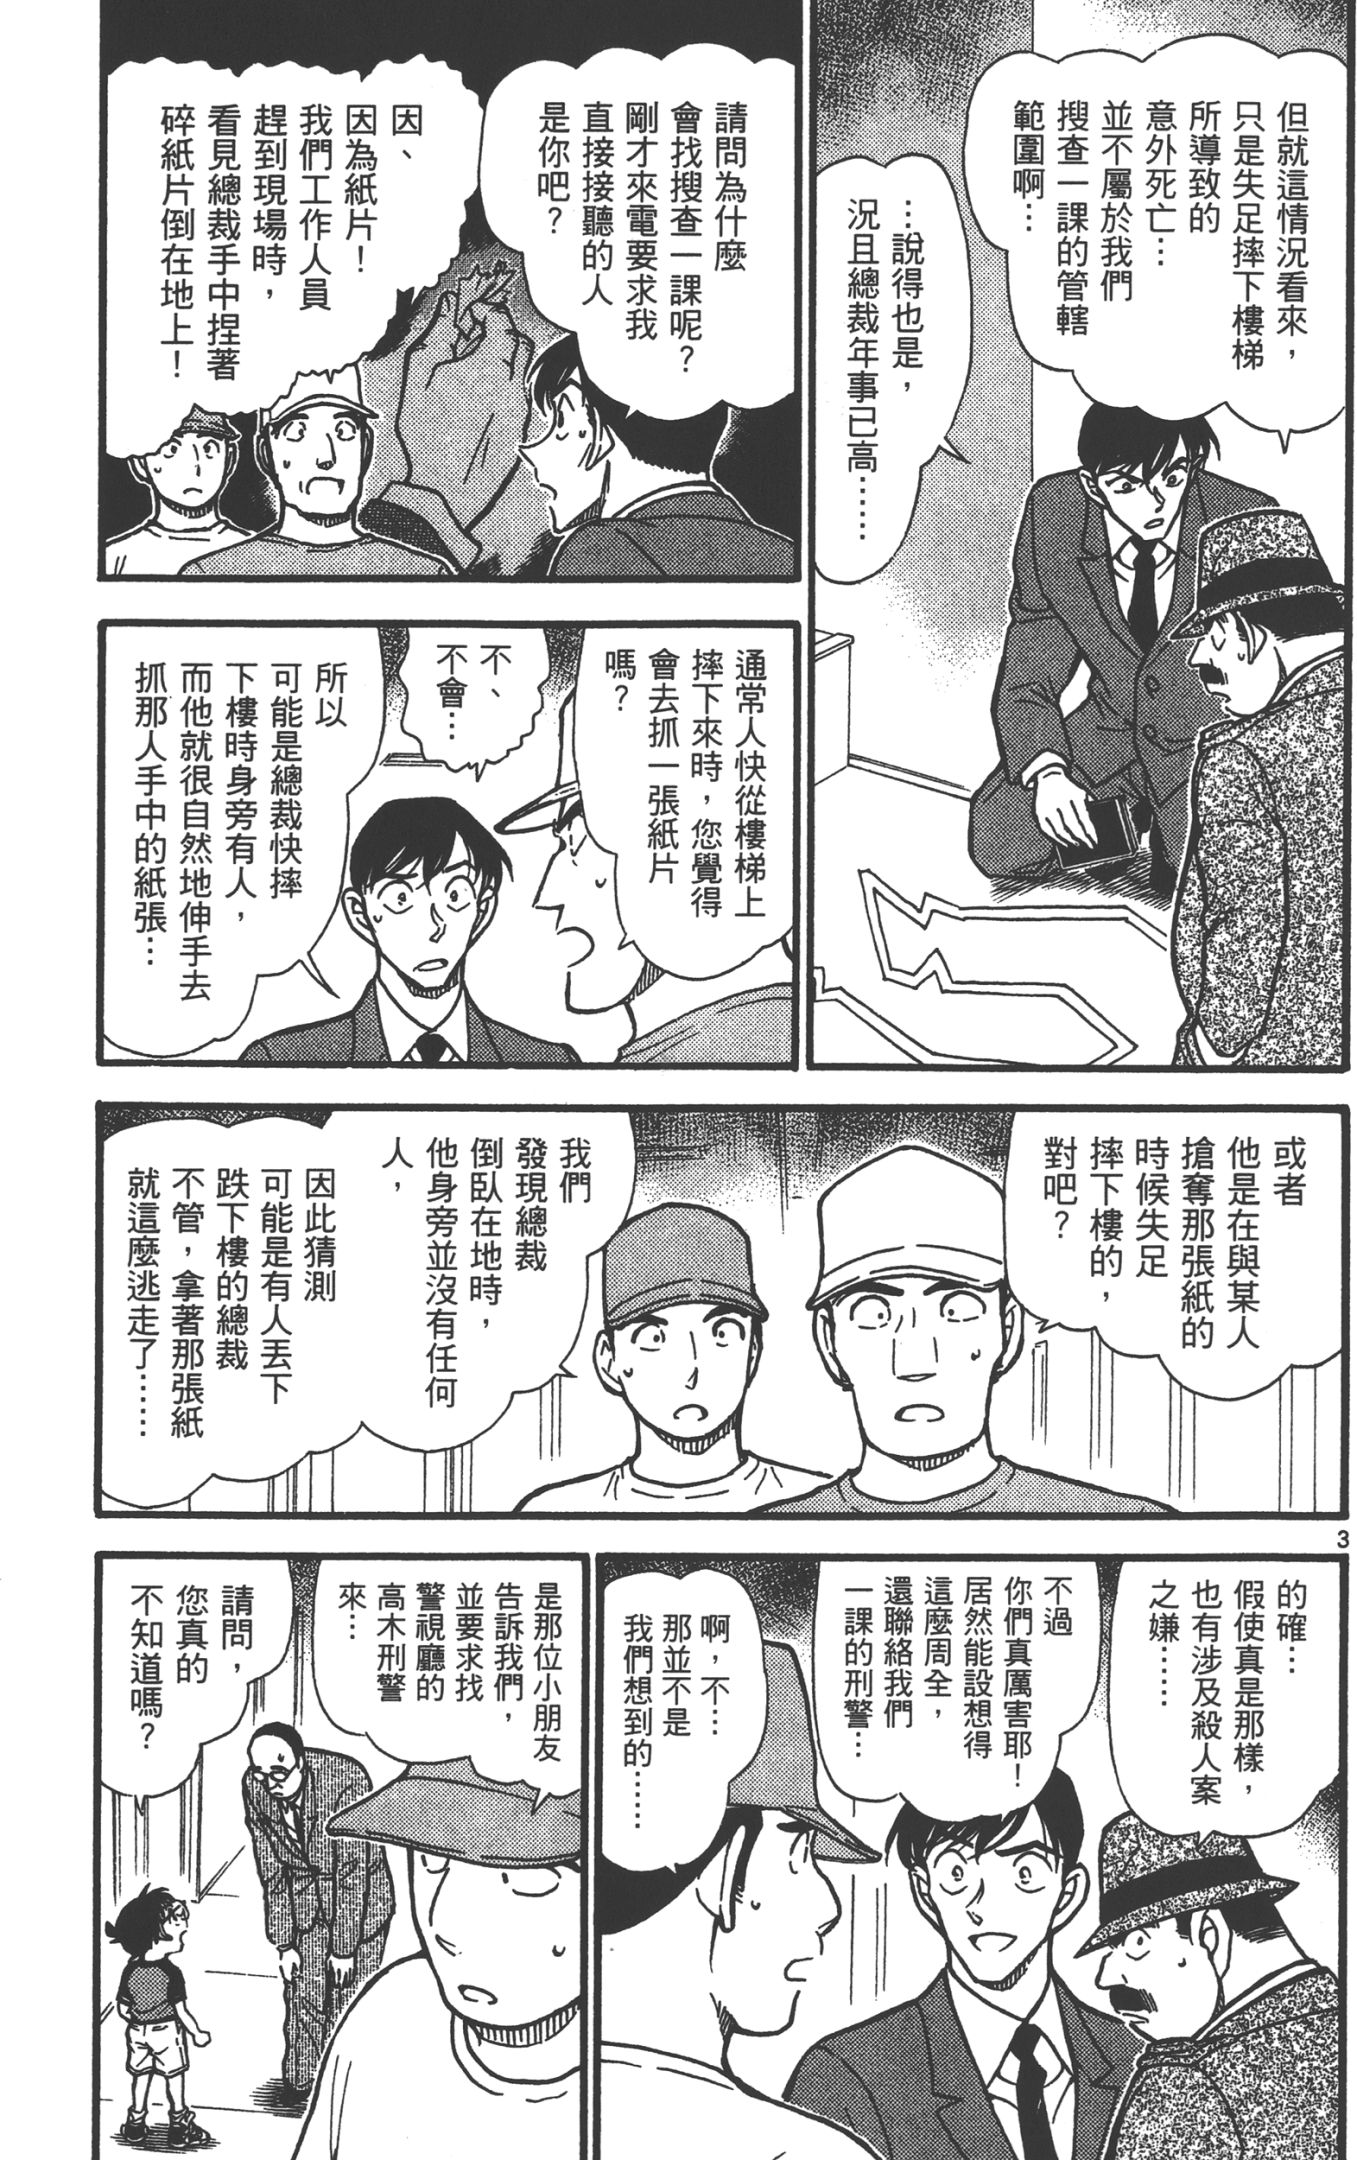 但就這情況看來，
只是失足摔下樓梯
所導致的
意外死亡…
並不屬於我們
搜查一課的管轄
範圍啊…
…說得也是，
況且總裁年事已高……
請問為什麼
會找搜查一課呢？
剛才來電要求我
直接接聽的人
是你吧？
因、
因為紙片！
我們工作人員
趕到現場時，
看見總裁手中捏著
碎紙片倒在地上！
通常人快從樓梯上
摔下來時，您覺得
會去抓一張紙片
嗎？
不、
不會…
所以
可能是總裁快摔
下樓時身旁有人，
而他就很自然地伸手去
抓那人手中的紙張…
或者
他是在與某人
搶奪那張紙的
時候失足
摔下樓的，
對吧？
我們
發現總裁
倒臥在地時，
他身旁並沒有任何
人，
因此猜測
可能是有人丟下
跌下樓的總裁
不管，拿著那張紙
就這麼逃走了……
3
的確…
假使真是那樣，
也有涉及殺人案
之嫌……
不過
你們真厲害耶！
居然能設想得
這麼周全，
還聯絡我們
一課的刑警…
啊，不…
那並不是
我們想到的……
是那位小朋友
告訴我們，
並要求找
警視廳的
高木刑警
來…
請問，
您真的
不知道嗎？